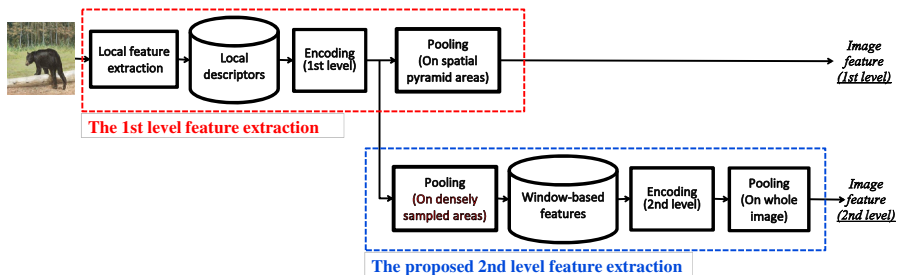 Local feature
extraction
Local
descriptors
Encoding
(1st level)
Pooling
(On spatial
pyramid areas)
Image
feature
(1st level)
The 1st level feature extraction
Pooling
(On densely
sampled areas)
Window-based
features
Encoding
(2nd level)
Pooling
(On whole
image)
Image
feature
(2nd level)
The proposed 2nd level feature extraction